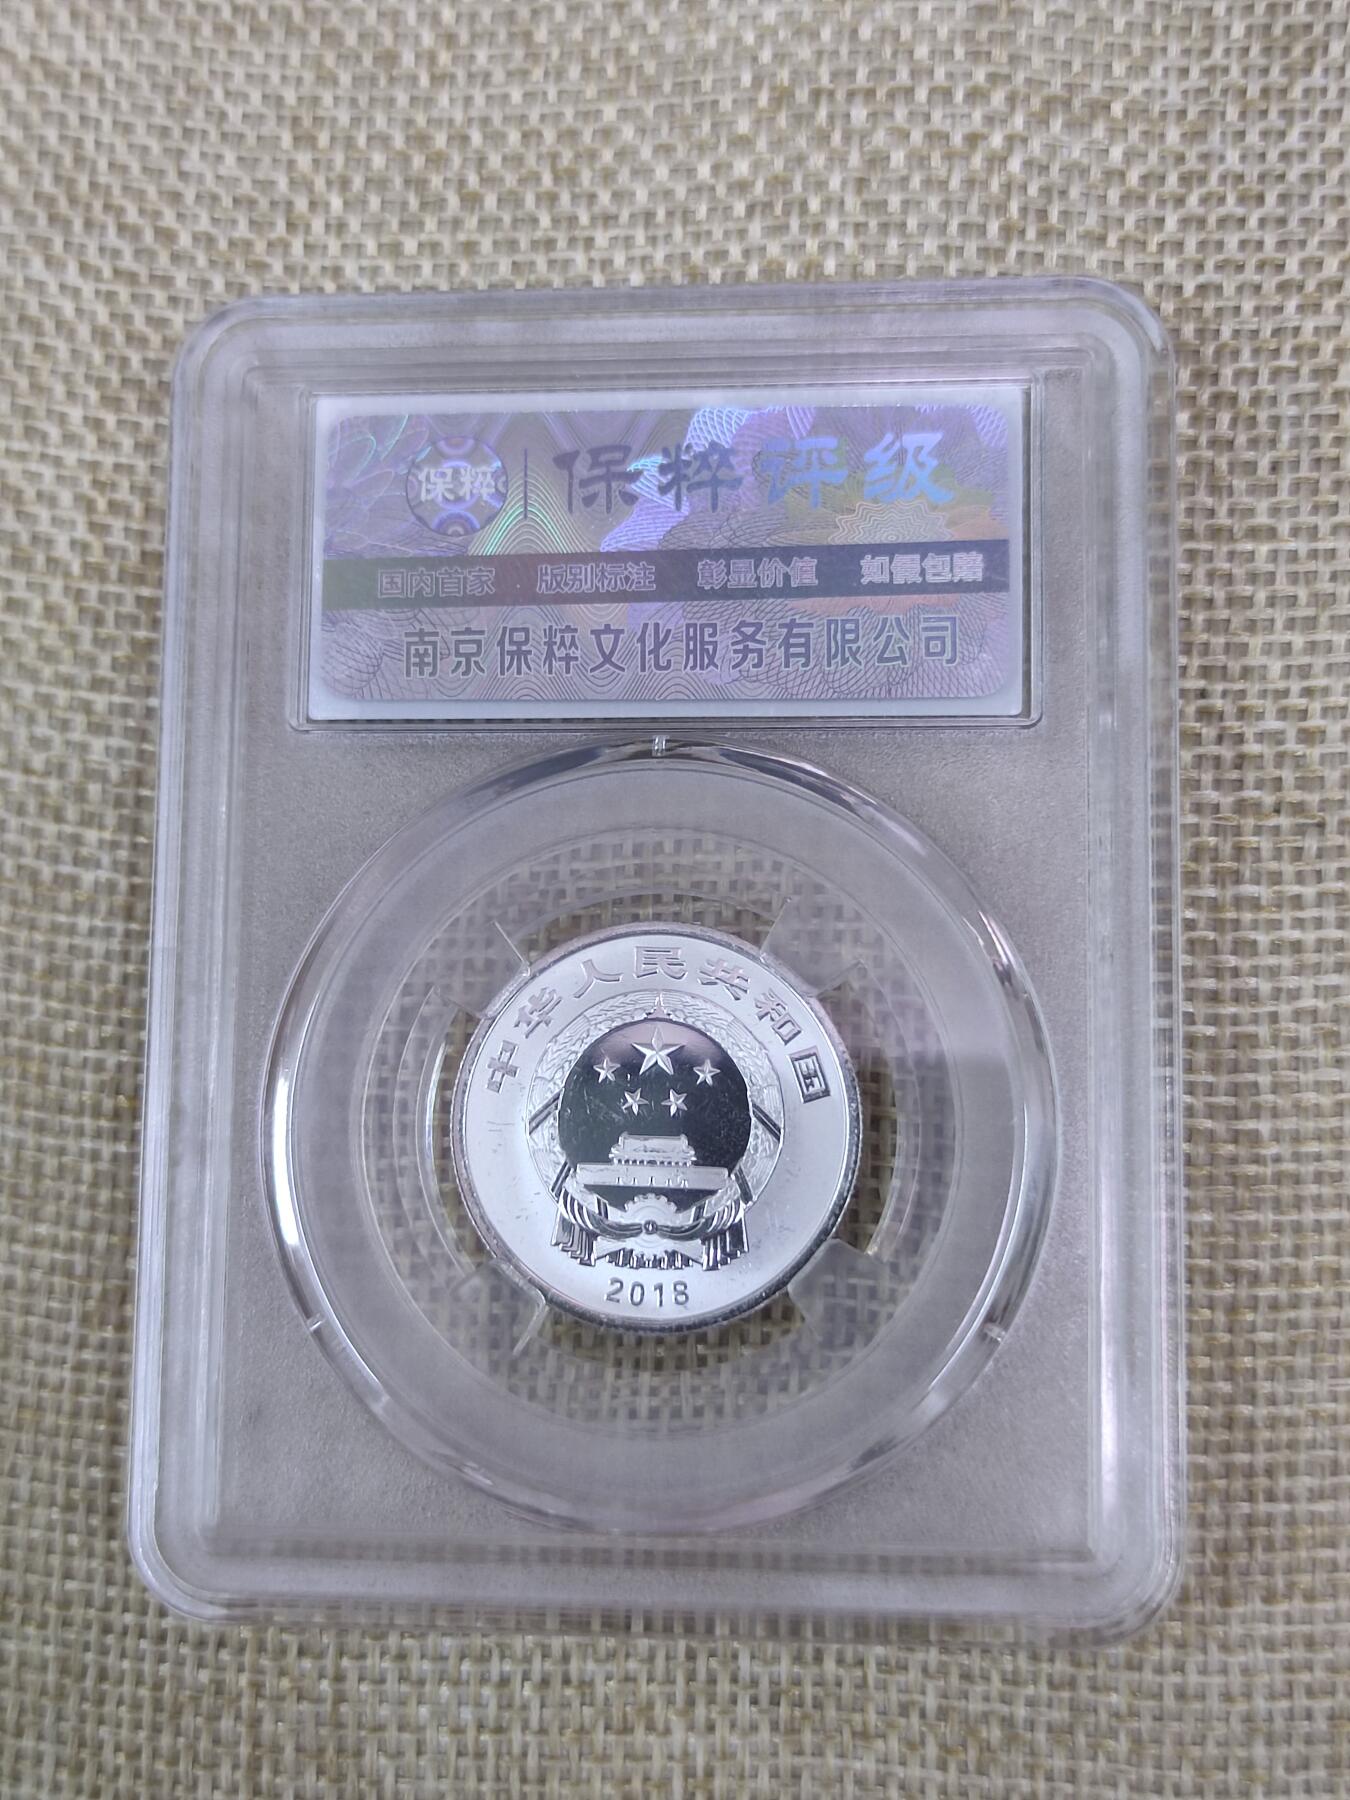 保粹 保粹评级
国内首家 版别标注 彰显价值 如假包赔
南京保粹文化服务有限公司
中华人民共和国
2018